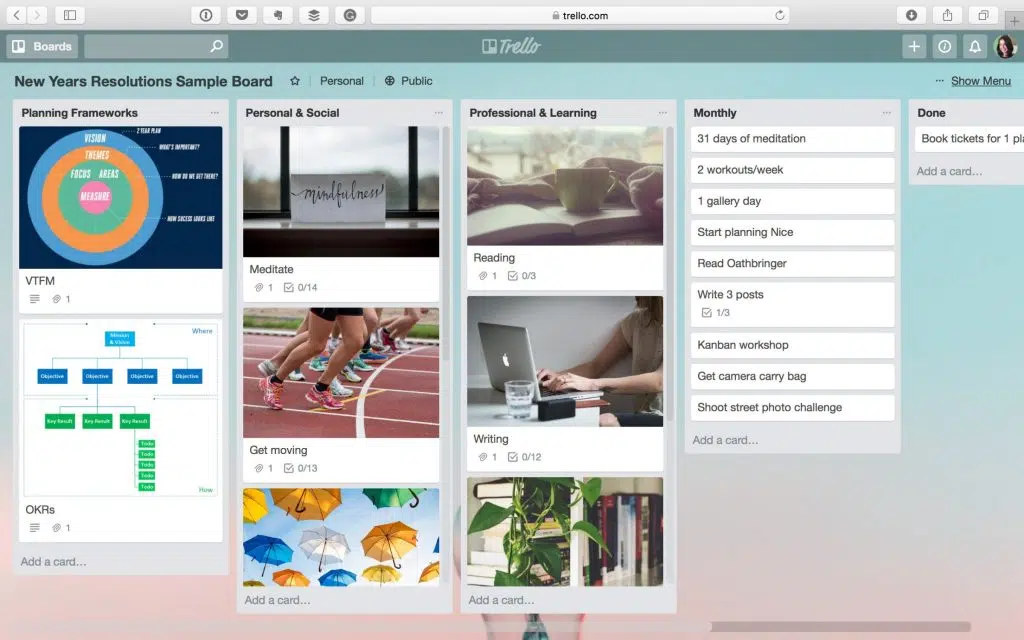 trello.com
Boards
Trello
New Years Resolutions Sample Board
Personal
Public
Show Menu
Planning Frameworks
VISION
2 YEAR PLAN
THEMES
WHAT'S IMPORTANT?
FOCUS AREAS
HOW DO WE GET THERE?
MEASURE
HOW SUCESS LOOKS LIKE
VTFM
1
Where
Mission & Vision
Objective
Objective
Objective
Objective
Key Result
Key Result
Key Result
Todo
Todo
Todo
Todo
Todo
How
OKRs
1
Add a card…
Personal & Social
mindfulness
Meditate
1 0/14
Get moving
1 0/13
Add a card…
Professional & Learning
Reading
1 0/3
Writing
1 0/12
Add a card…
Monthly
31 days of meditation
2 workouts/week
1 gallery day
Start planning Nice
Read Oathbringer
Write 3 posts
1/3
Kanban workshop
Get camera carry bag
Shoot street photo challenge
Add a card…
Done
Book tickets for 1 pl
Add a card…